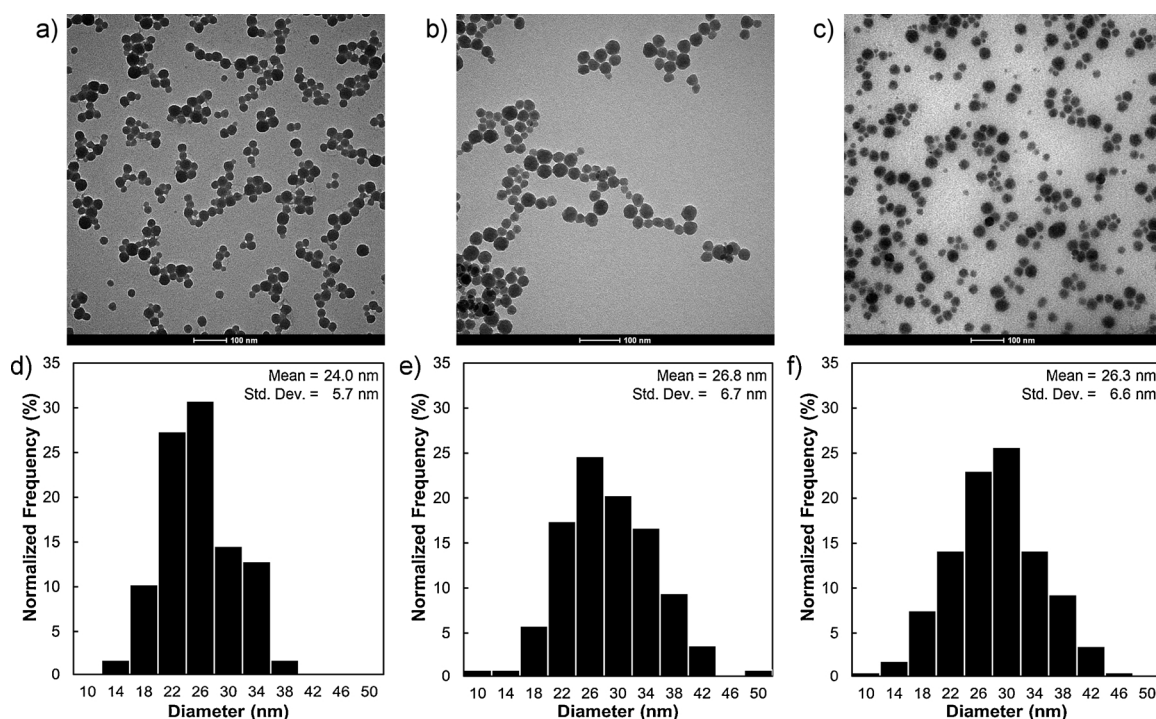 a)
b)
c)
100 nm
100 nm
100 nm
d)
35
30
25
20
15
10
5
0
Normalized Frequency (%)
Mean = 24.0 nm
Std. Dev. = 5.7 nm
10 14 18 22 26 30 34 38 42 46 50
Diameter (nm)
e)
35
30
25
20
15
10
5
0
Normalized Frequency (%)
Mean = 26.8 nm
Std. Dev. = 6.7 nm
10 14 18 22 26 30 34 38 42 46 50
Diameter (nm)
f)
35
30
25
20
15
10
5
0
Normalized Frequency (%)
Mean = 26.3 nm
Std. Dev. = 6.6 nm
10 14 18 22 26 30 34 38 42 46 50
Diameter (nm)